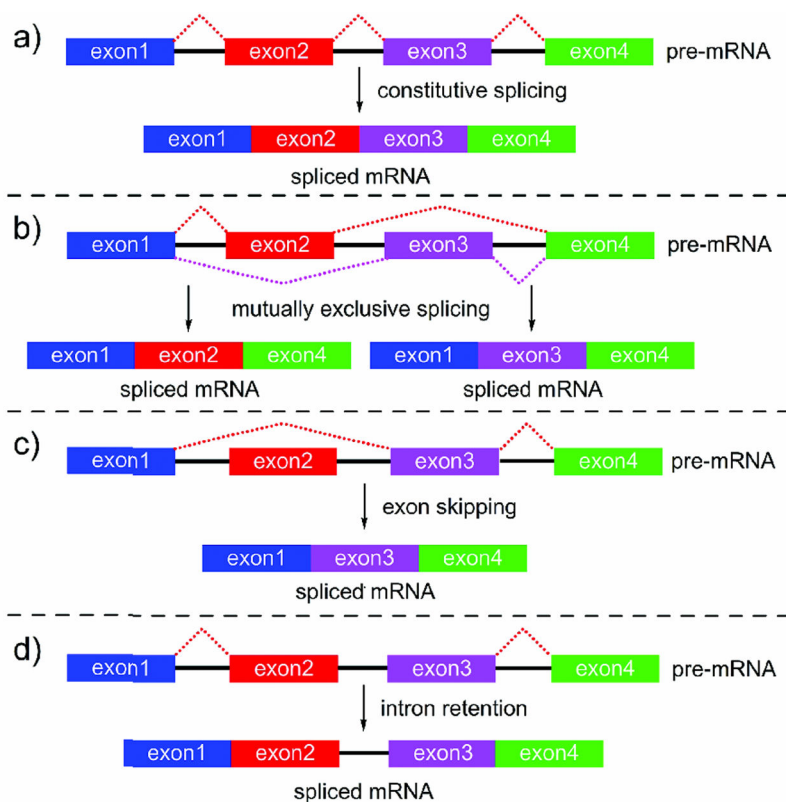 a)
exon1 exon2 exon3 exon4 pre-mRNA
constitutive splicing
exon1 exon2 exon3 exon4
spliced mRNA
b)
exon1 exon2 exon3 exon4 pre-mRNA
mutually exclusive splicing
exon1 exon2 exon4 exon1 exon3 exon4
spliced mRNA spliced mRNA
c)
exon1 exon2 exon3 exon4 pre-mRNA
exon skipping
exon1 exon3 exon4
spliced mRNA
d)
exon1 exon2 exon3 exon4 pre-mRNA
intron retention
exon1 exon2 exon3 exon4
spliced mRNA